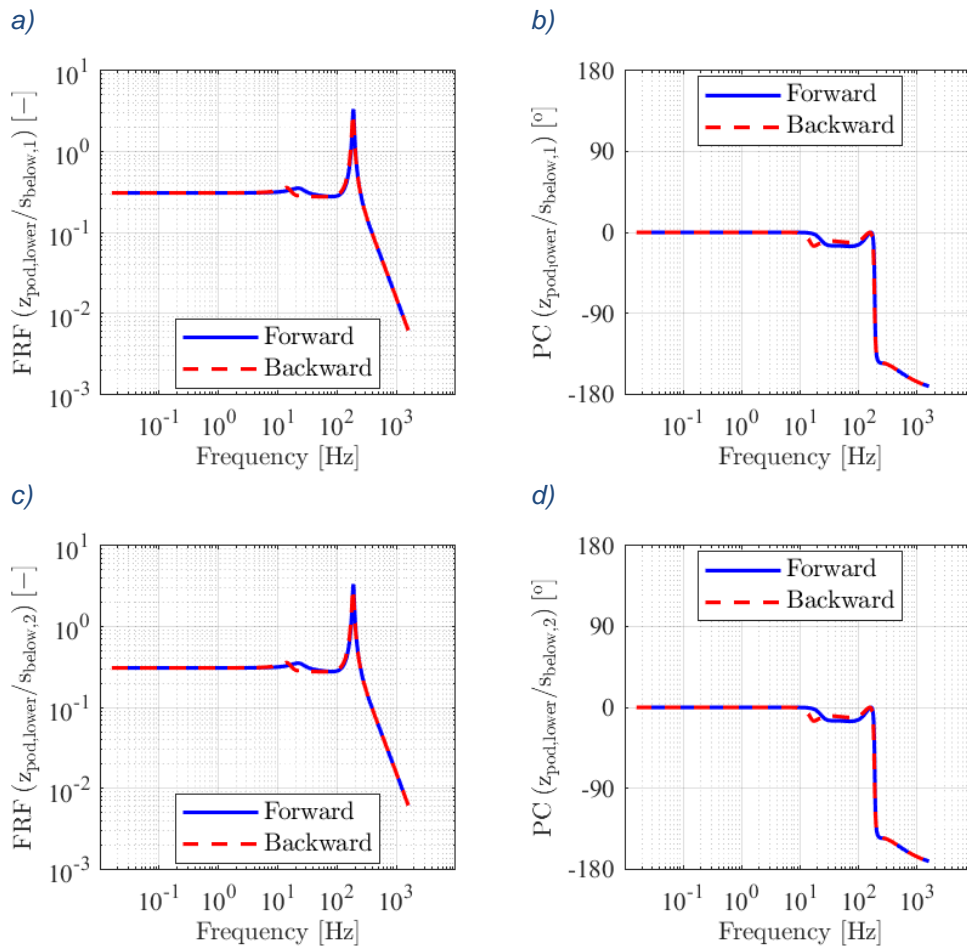 a)
FRF (z_pod,lower/s_below,1) [−]
10^1
10^0
10^-1
10^-2
10^-3
Forward
Backward
10^-1 10^0 10^1 10^2 10^3
Frequency [Hz]
b)
PC (z_pod_lower/s_below,1) [°]
180
90
0
-90
-180
Forward
Backward
10^-1 10^0 10^1 10^2 10^3
Frequency [Hz]
c)
FRF (z_pod,lower/s_below,2) [−]
10^1
10^0
10^-1
10^-2
10^-3
Forward
Backward
10^-1 10^0 10^1 10^2 10^3
Frequency [Hz]
d)
PC (z_pod,lower/s_below,2) [°]
180
90
0
-90
-180
Forward
Backward
10^-1 10^0 10^1 10^2 10^3
Frequency [Hz]